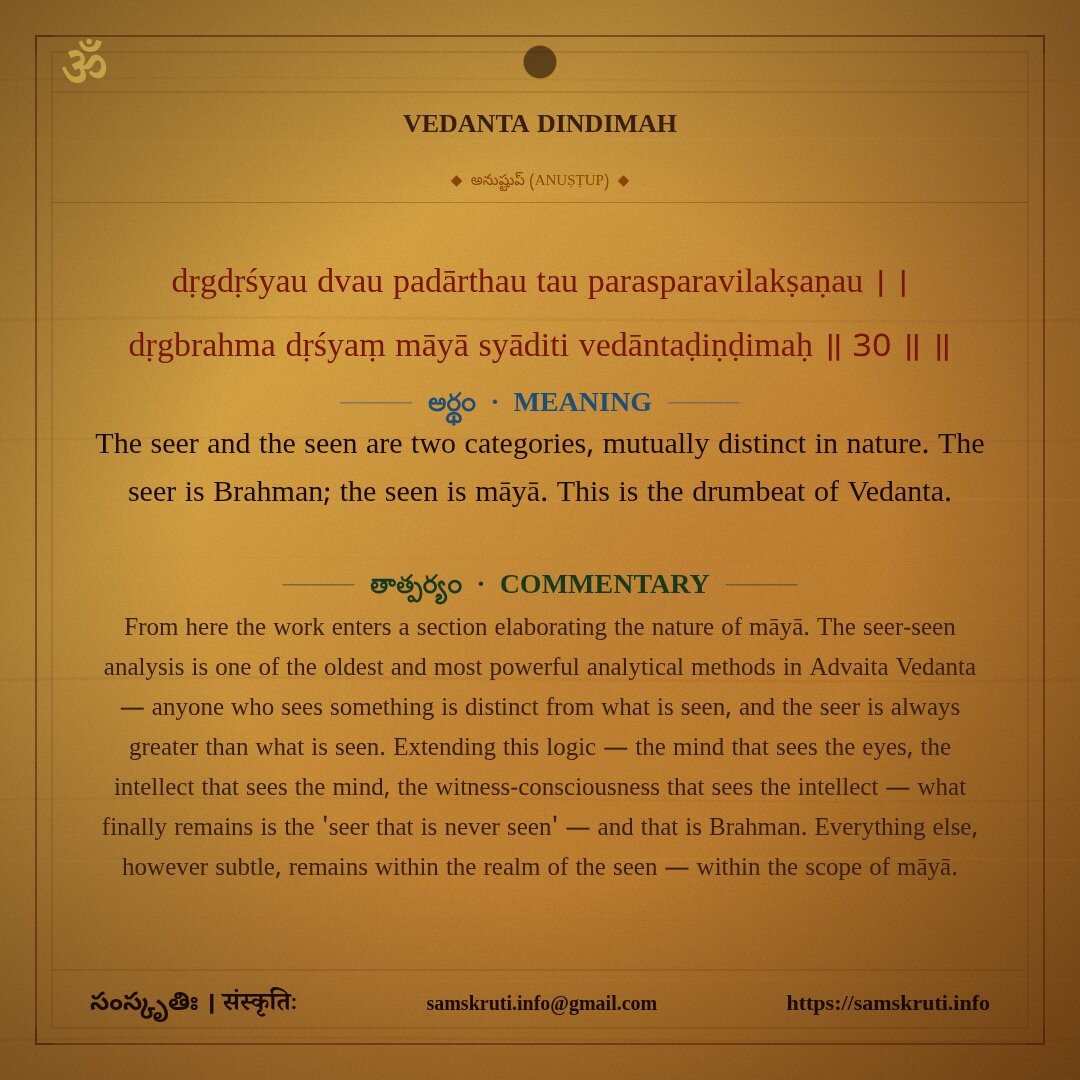 ॐ
VEDANTA DINDIMAH
◆ అనుష్టుప్ (ANUṢṬUP) ◆
dṛgdṛśyau dvau padārthau tau parasparavilakṣaṇau | |
dṛgbrahma dṛśyaṃ māyā syāditi vedāntaḍiṇḍimaḥ ‖ 30 ‖ ‖
అర్థం · MEANING
The seer and the seen are two categories, mutually distinct in nature. The
seer is Brahman; the seen is māyā. This is the drumbeat of Vedanta.
తాత్పర్యం · COMMENTARY
From here the work enters a section elaborating the nature of māyā. The seer-seen
analysis is one of the oldest and most powerful analytical methods in Advaita Vedanta
— anyone who sees something is distinct from what is seen, and the seer is always
greater than what is seen. Extending this logic — the mind that sees the eyes, the
intellect that sees the mind, the witness-consciousness that sees the intellect — what
finally remains is the 'seer that is never seen' — and that is Brahman. Everything else,
however subtle, remains within the realm of the seen — within the scope of māyā.
సంస్కృతిః | संस्कृतिः samskruti.info@gmail.com https://samskruti.info